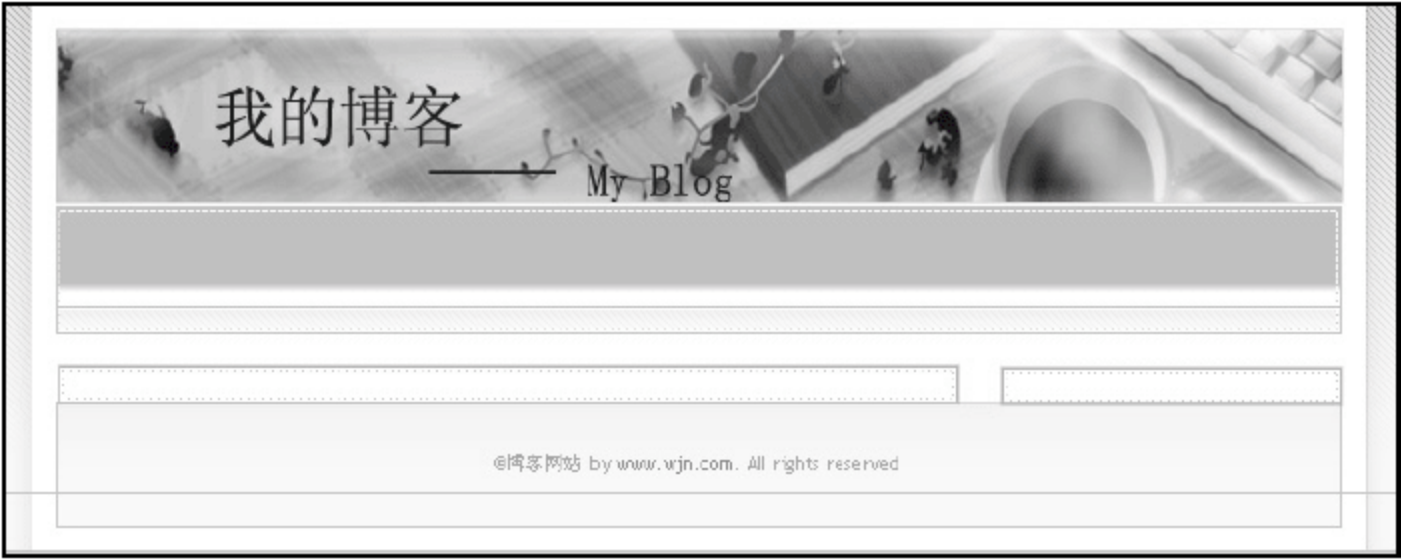 我的博客
—— My Blog
©博客网站 by www.wjn.com. All rights reserved